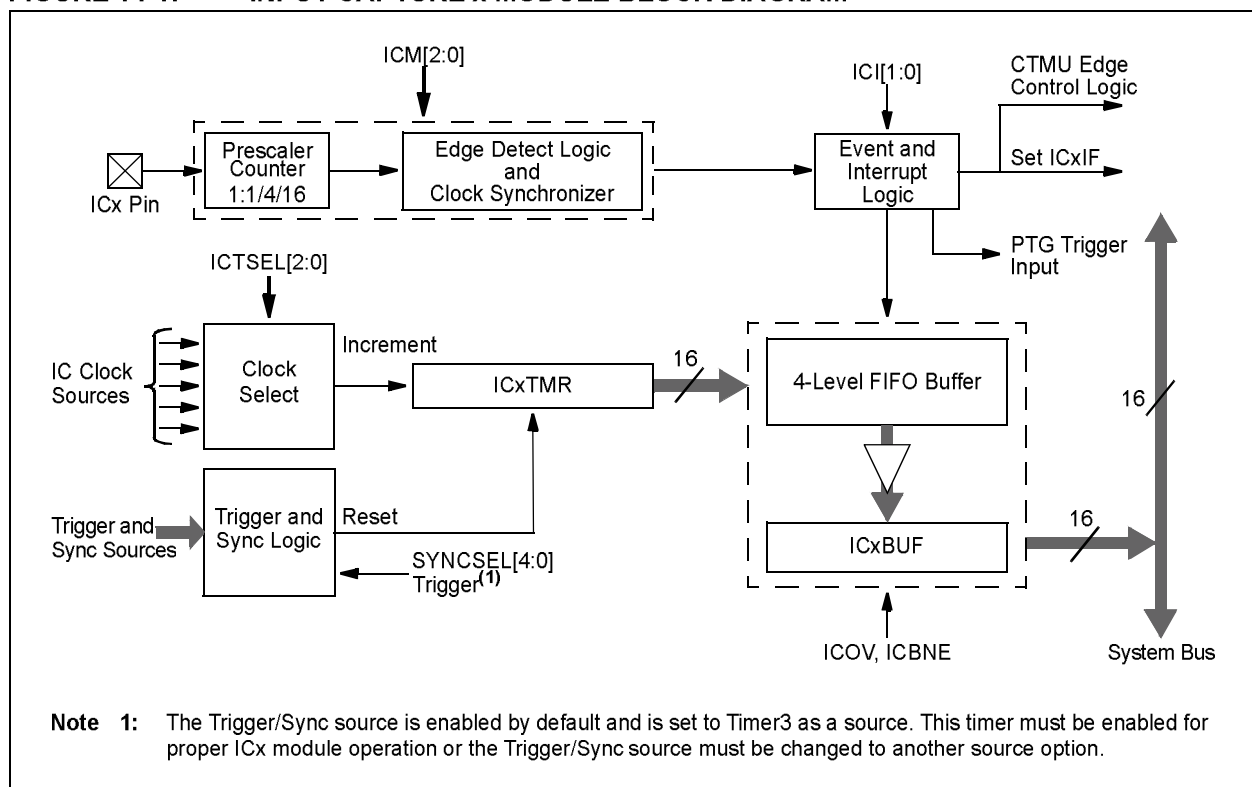 ICM[2:0]
ICI[1:0]
CTMU Edge
Control Logic
Prescaler
Counter
1:1/4/16
Edge Detect Logic
and
Clock Synchronizer
Event and
Interrupt
Logic
Set ICxIF
ICx Pin
PTG Trigger
Input
ICTSEL[2:0]
IC Clock
Sources
Clock
Select
Increment
ICxTMR
16
4-Level FIFO Buffer
16
Trigger and
Sync Sources
Trigger and
Sync Logic
Reset
SYNCSEL[4:0]
Trigger(1)
ICxBUF
16
ICOV, ICBNE
System Bus
Note 1: The Trigger/Sync source is enabled by default and is set to Timer3 as a source. This timer must be enabled for
proper ICx module operation or the Trigger/Sync source must be changed to another source option.